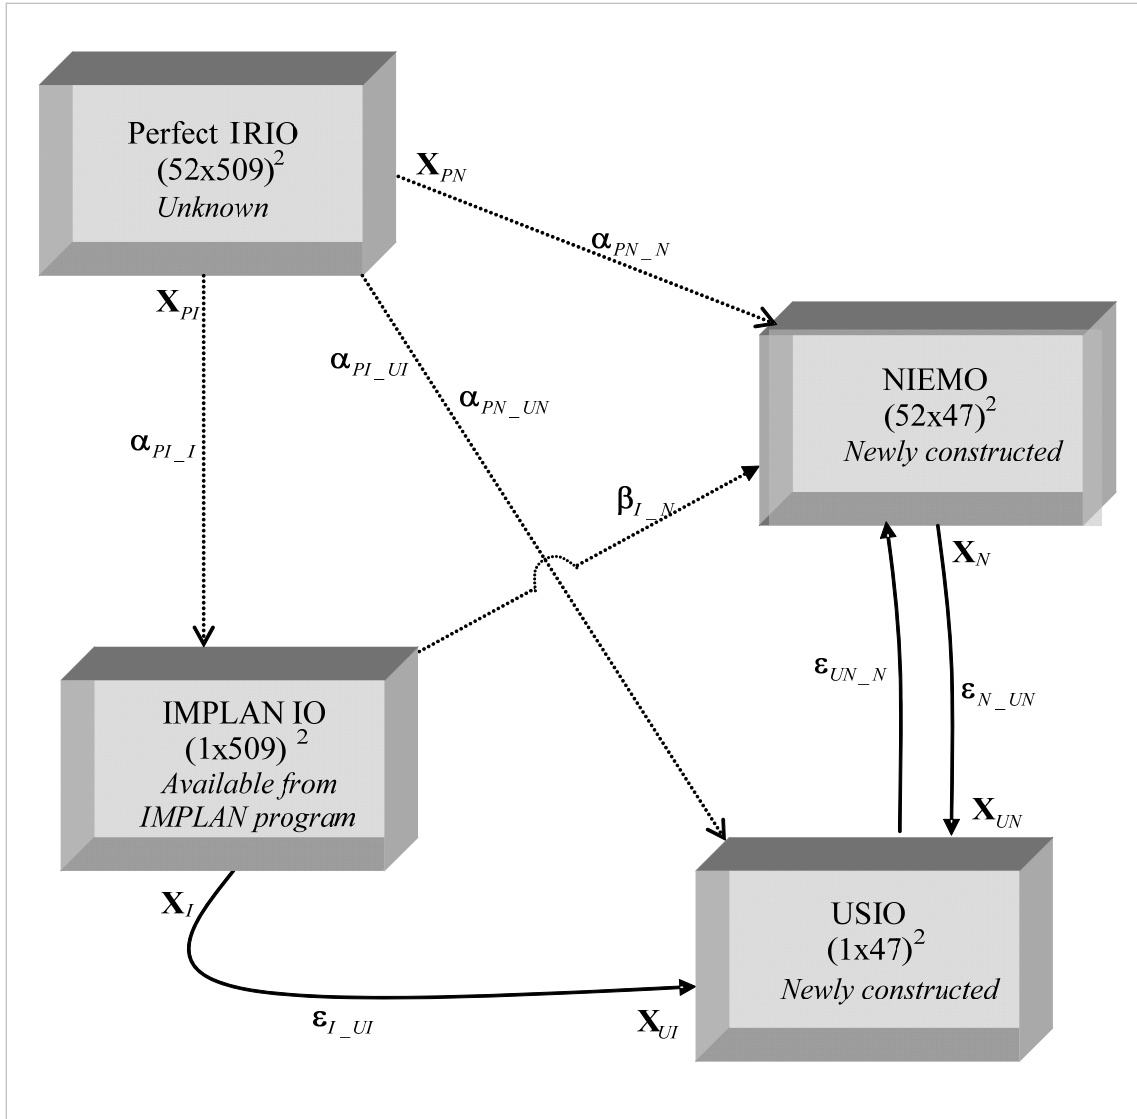 Perfect IRIO
(52x509)²
Unknown
X_PN
α_PN_N
X_PI
α_PI_UI
α_PN_UN
α_PI_I
NIEMO
(52x47)²
Newly constructed
β_I_N
X_N
ε_UN_N
ε_N_UN
IMPLAN IO
(1x509) ²
Available from
IMPLAN program
X_UN
X_I
USIO
(1x47)²
Newly constructed
ε_I_UI
X_UI